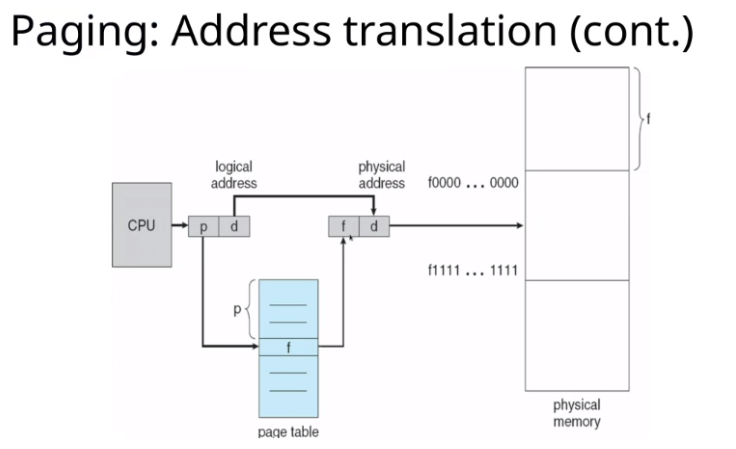 Paging: Address translation (cont.)
logical
address
physical
address
f0000 ... 0000
f
CPU
p
d
f
d
f1111 ... 1111
p
f
page table
physical
memory